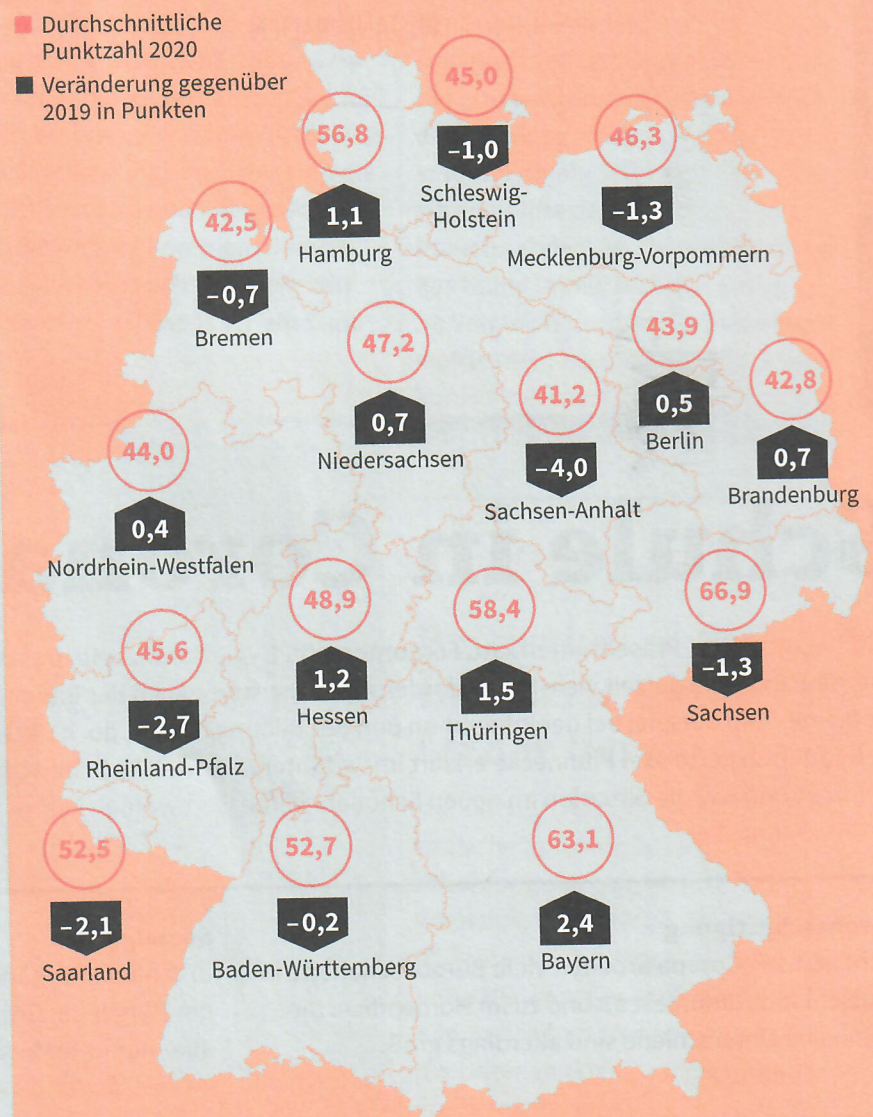 Durchschnittliche
Punktzahl 2020
Veränderung gegenüber
2019 in Punkten
45,0
–1,0
Schleswig-
Holstein
56,8
1,1
Hamburg
46,3
–1,3
Mecklenburg-Vorpommern
42,5
–0,7
Bremen
47,2
0,7
Niedersachsen
43,9
0,5
Berlin
41,2
–4,0
Sachsen-Anhalt
42,8
0,7
Brandenburg
44,0
0,4
Nordrhein-Westfalen
48,9
1,2
Hessen
58,4
1,5
Thüringen
66,9
–1,3
Sachsen
45,6
–2,7
Rheinland-Pfalz
52,5
–2,1
Saarland
52,7
–0,2
Baden-Württemberg
63,1
2,4
Bayern